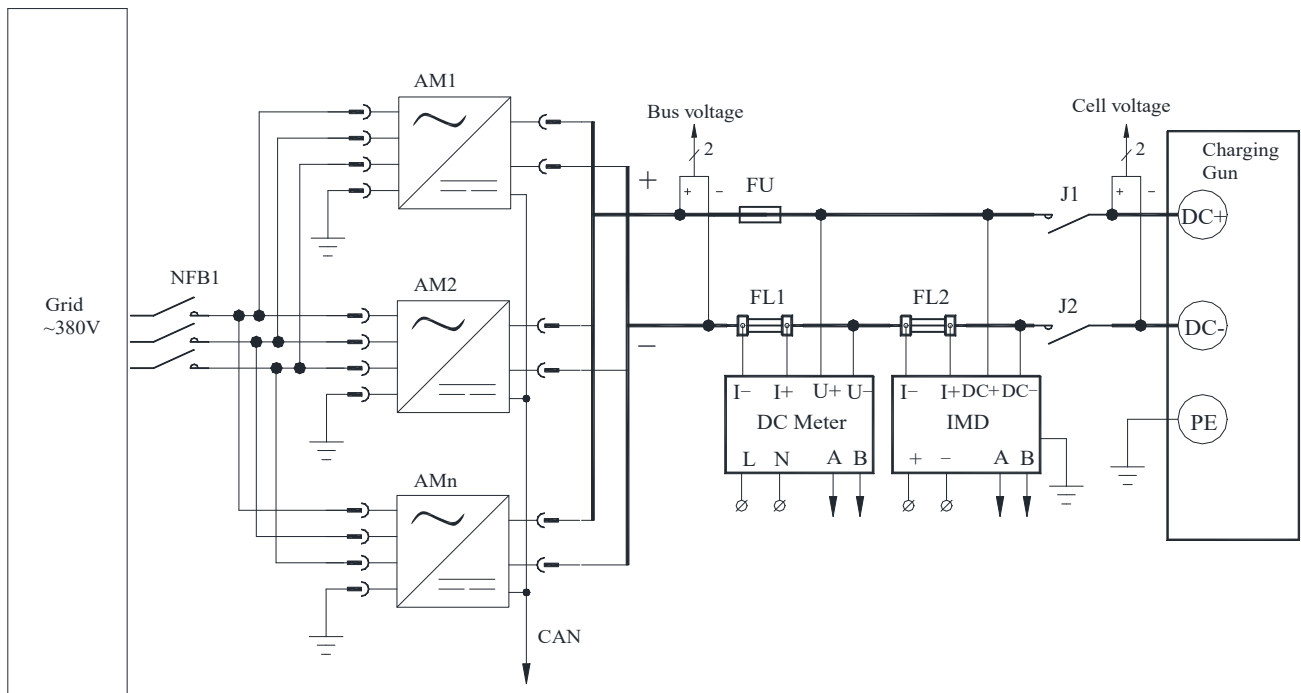 AM1
Bus voltage
2
+ −
Cell voltage
2
+ −
Charging
Gun
+
FU
J1
DC+
NFB1
AM2
Grid
~380V
FL1
FL2
J2
−
DC-
I− I+ U+ U−
DC Meter
L N A B
I− I+ DC+ DC−
IMD
+ − A B
PE
AMn
CAN